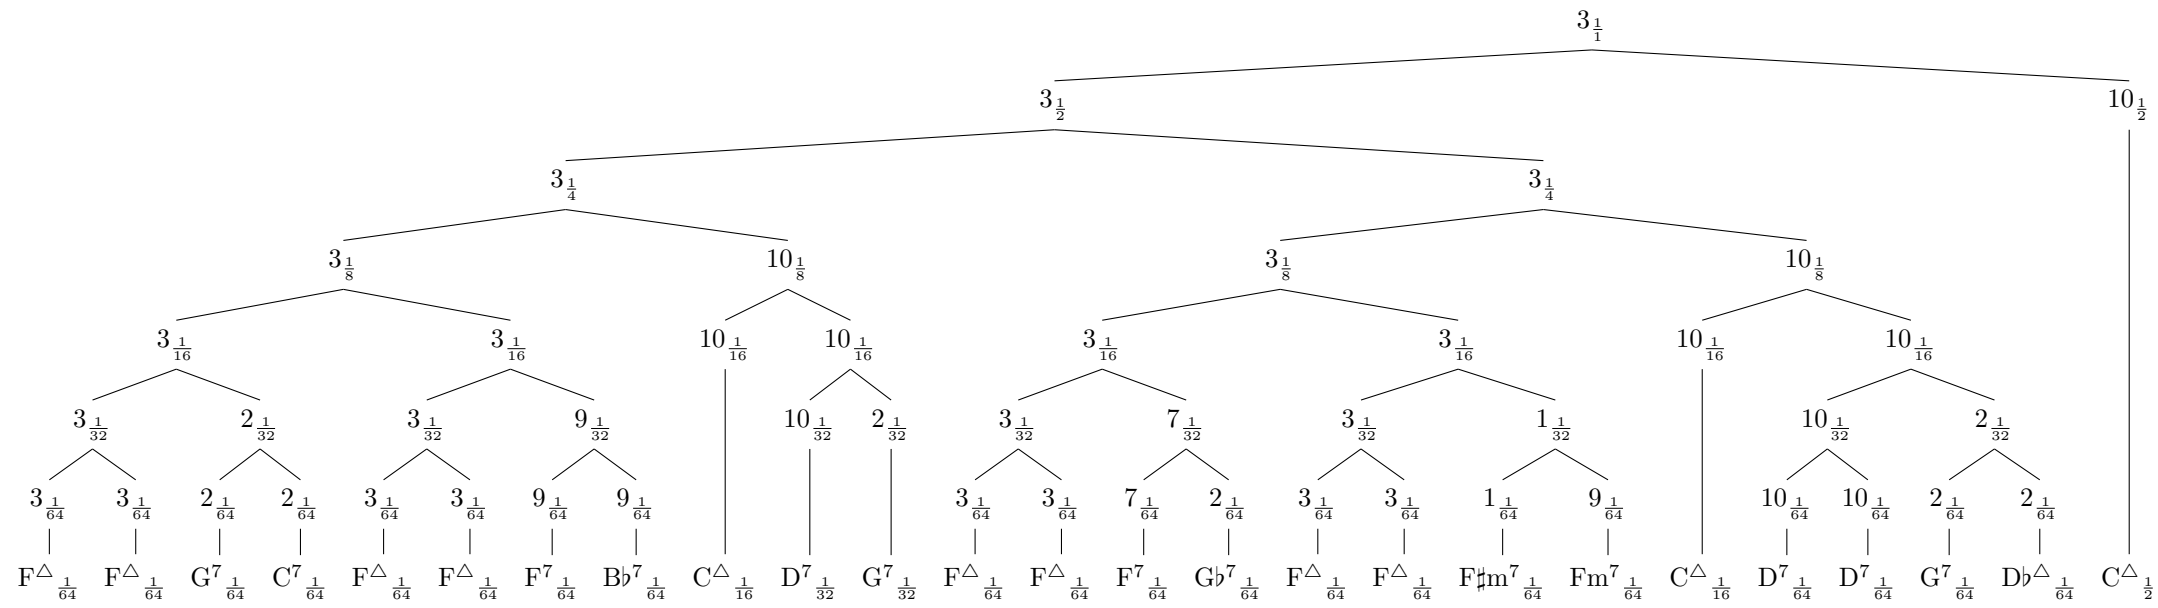 3 1/1
3 1/2 10 1/2
3 1/4 3 1/4
3 1/8 10 1/8 3 1/8 10 1/8
3 1/16 3 1/16 10 1/16 10 1/16 3 1/16 3 1/16 10 1/16 10 1/16
3 1/32 2 1/32 3 1/32 9 1/32 10 1/32 2 1/32 3 1/32 7 1/32 3 1/32 1 1/32 10 1/32 2 1/32
3 1/64 3 1/64 2 1/64 2 1/64 3 1/64 3 1/64 9 1/64 9 1/64 3 1/64 3 1/64 7 1/64 2 1/64 3 1/64 3 1/64 1 1/64 9 1/64 10 1/64 10 1/64 2 1/64 2 1/64
F△ 1/64 F△ 1/64 G7 1/64 C7 1/64 F△ 1/64 F△ 1/64 F7 1/64 B♭7 1/64 C△ 1/16 D7 1/32 G7 1/32 F△ 1/64 F△ 1/64 F7 1/64 G♭7 1/64 F△ 1/64 F△ 1/64 F♯m7 1/64 Fm7 1/64 C△ 1/16 D7 1/64 D7 1/64 G7 1/64 D♭△ 1/64 C△ 1/2